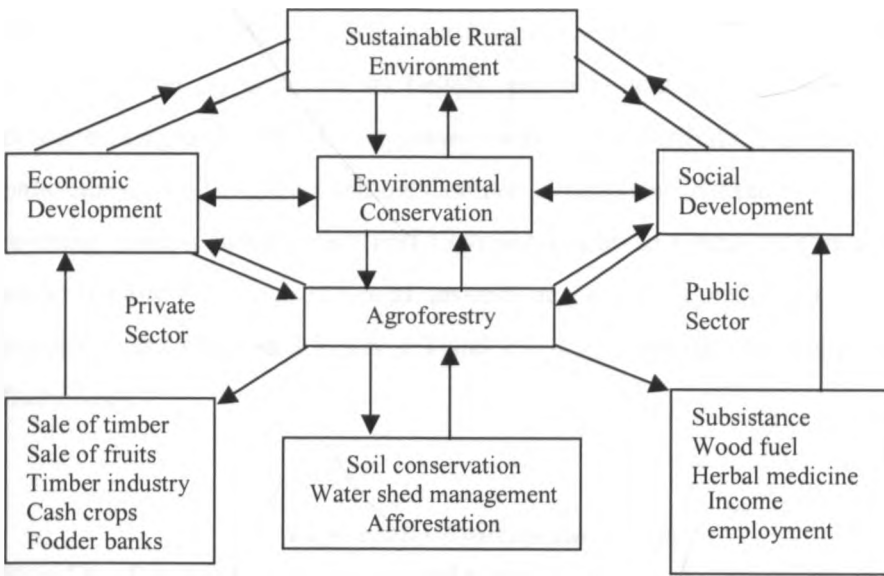 Sustainable Rural
Environment
Economic
Development
Environmental
Conservation
Social
Development
Private
Sector
Agroforestry
Public
Sector
Sale of timber
Sale of fruits
Timber industry
Cash crops
Fodder banks
Soil conservation
Water shed management
Afforestation
Subsistance
Wood fuel
Herbal medicine
Income
employment